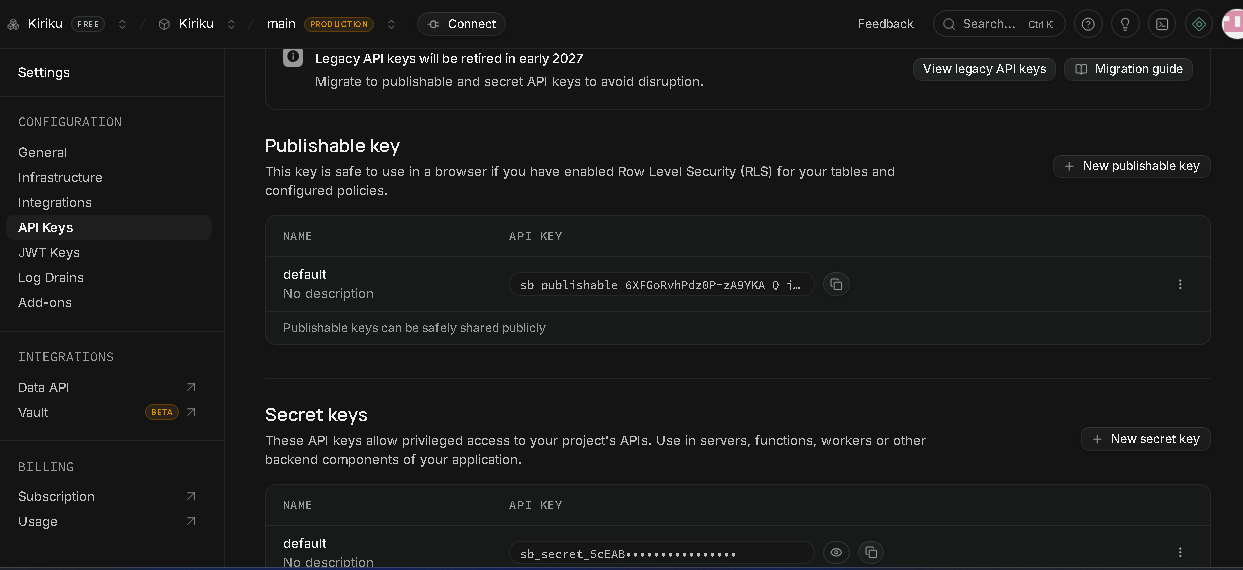 Kiriku FREE / Kiriku / main PRODUCTION Connect Feedback Search... Ctrl K
Settings
CONFIGURATION
General
Infrastructure
Integrations
API Keys
JWT Keys
Log Drains
Add-ons
INTEGRATIONS
Data API
Vault BETA
BILLING
Subscription
Usage
Legacy API keys will be retired in early 2027
Migrate to publishable and secret API keys to avoid disruption.
View legacy API keys Migration guide
Publishable key
This key is safe to use in a browser if you have enabled Row Level Security (RLS) for your tables and
configured policies.
+ New publishable key
NAME API KEY
default
No description
sb_publishable_6XFGoRvhPdz0P-zA9YKA_Q_j…
Publishable keys can be safely shared publicly
Secret keys
These API keys allow privileged access to your project's APIs. Use in servers, functions, workers or other
backend components of your application.
+ New secret key
NAME API KEY
default
No description
sb_secret_5cEAB••••••••••••••••